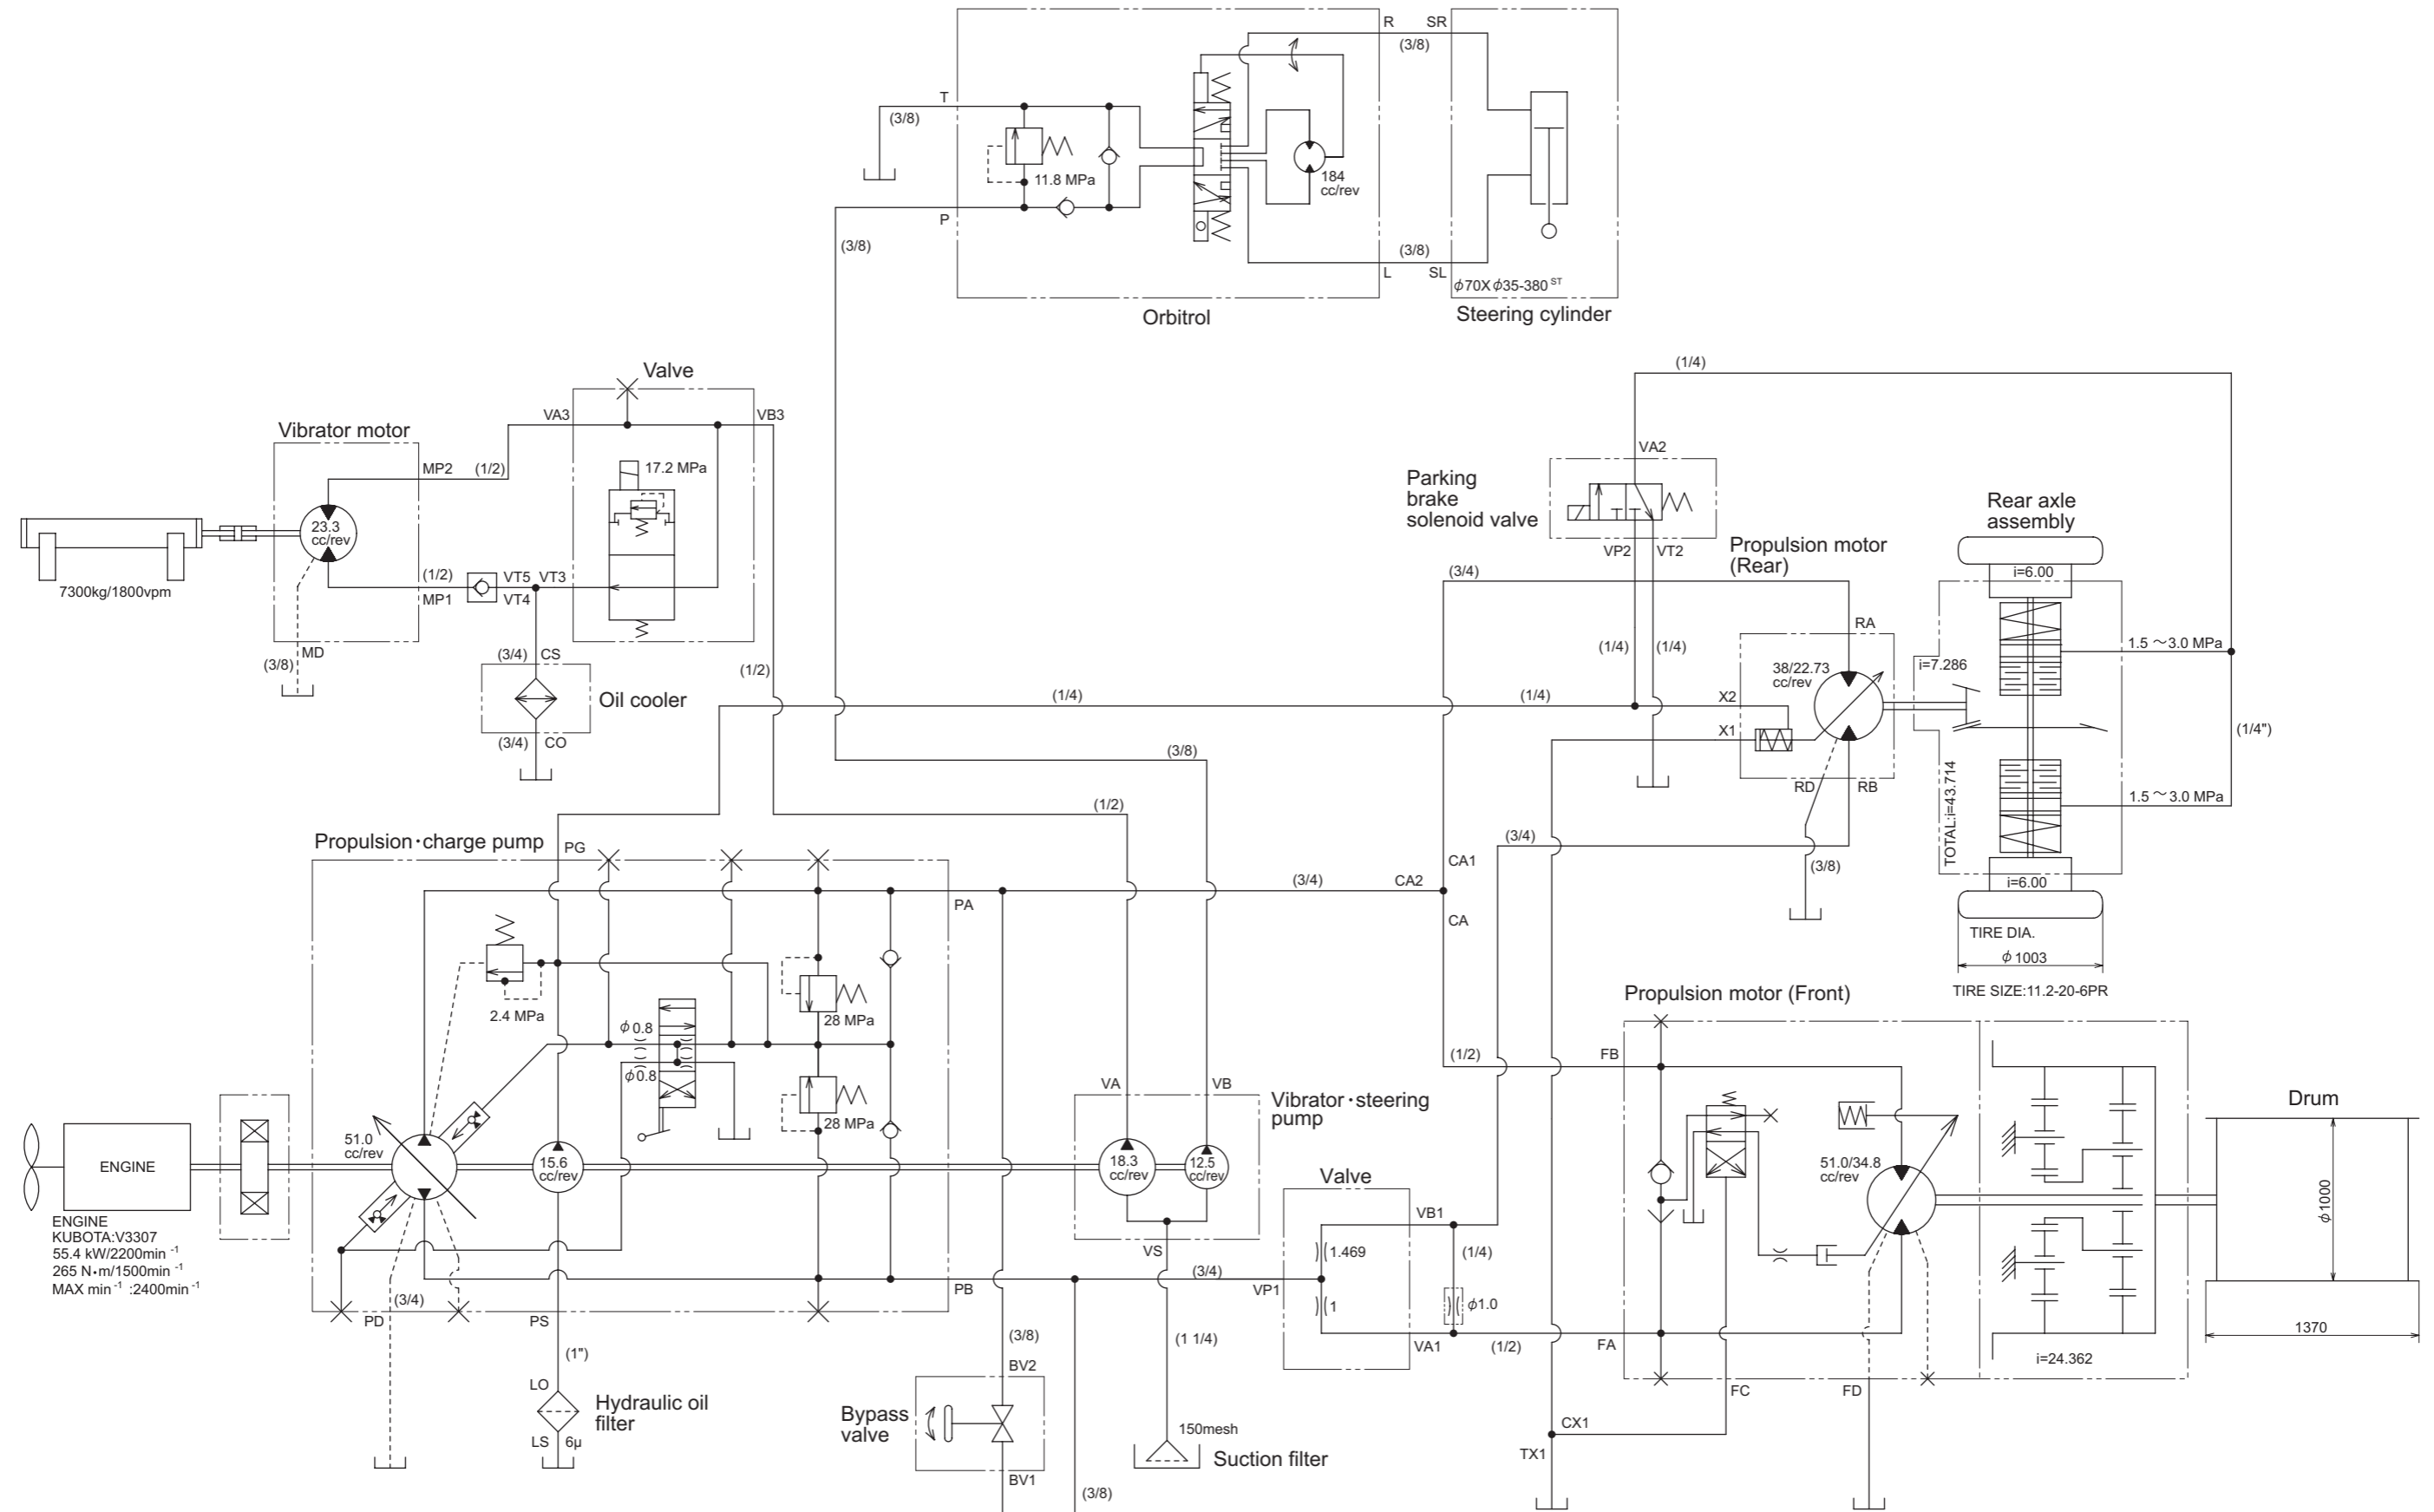 R
SR
(3/8)
T
(3/8)
11.8 MPa
184
cc/rev
P
(3/8)
(3/8)
L
SL
φ70Xφ35-380 ST
Orbitrol
Steering cylinder
Valve
VA3
VB3
Vibrator motor
MP2
(1/2)
17.2 MPa
23.3
cc/rev
(1/2)
MP1
VT5
VT3
VT4
7300kg/1800vpm
MD
(3/8)
(3/4)
CS
Oil cooler
(3/4)
CO
(1/2)
(1/4)
VA2
Parking
brake
solenoid valve
VP2
VT2
Propulsion motor
(Rear)
Rear axle
assembly
i=6.00
(3/4)
RA
(1/4)
(1/4)
38/22.73
cc/rev
i=7.286
1.5～3.0 MPa
(1/4)
(1/4)
X2
X1
(1/4")
(3/8)
RD
RB
TOTAL:i=43.714
1.5～3.0 MPa
(1/2)
(3/4)
(3/8)
i=6.00
TIRE DIA.
φ1003
TIRE SIZE:11.2-20-6PR
Propulsion･charge pump
PG
PA
(3/4)
CA2
CA1
CA
2.4 MPa
28 MPa
φ0.8
φ0.8
28 MPa
VA
VB
Vibrator･steering
pump
51.0
cc/rev
15.6
cc/rev
18.3
cc/rev
12.5
cc/rev
VS
ENGINE
ENGINE
KUBOTA:V3307
55.4 kW/2200min -1
265 N･m/1500min -1
MAX min -1 :2400min -1
PD
(3/4)
PS
PB
(3/4)
VP1
Valve
VB1
1.469
(1/4)
1
φ1.0
VA1
(1/2)
FA
(1/2)
FB
Propulsion motor (Front)
51.0/34.8
cc/rev
Drum
φ1000
1370
i=24.362
FC
FD
(1")
LO
Hydraulic oil
filter
LS
6μ
(3/8)
BV2
Bypass
valve
BV1
(3/8)
(1 1/4)
150mesh
Suction filter
CX1
TX1